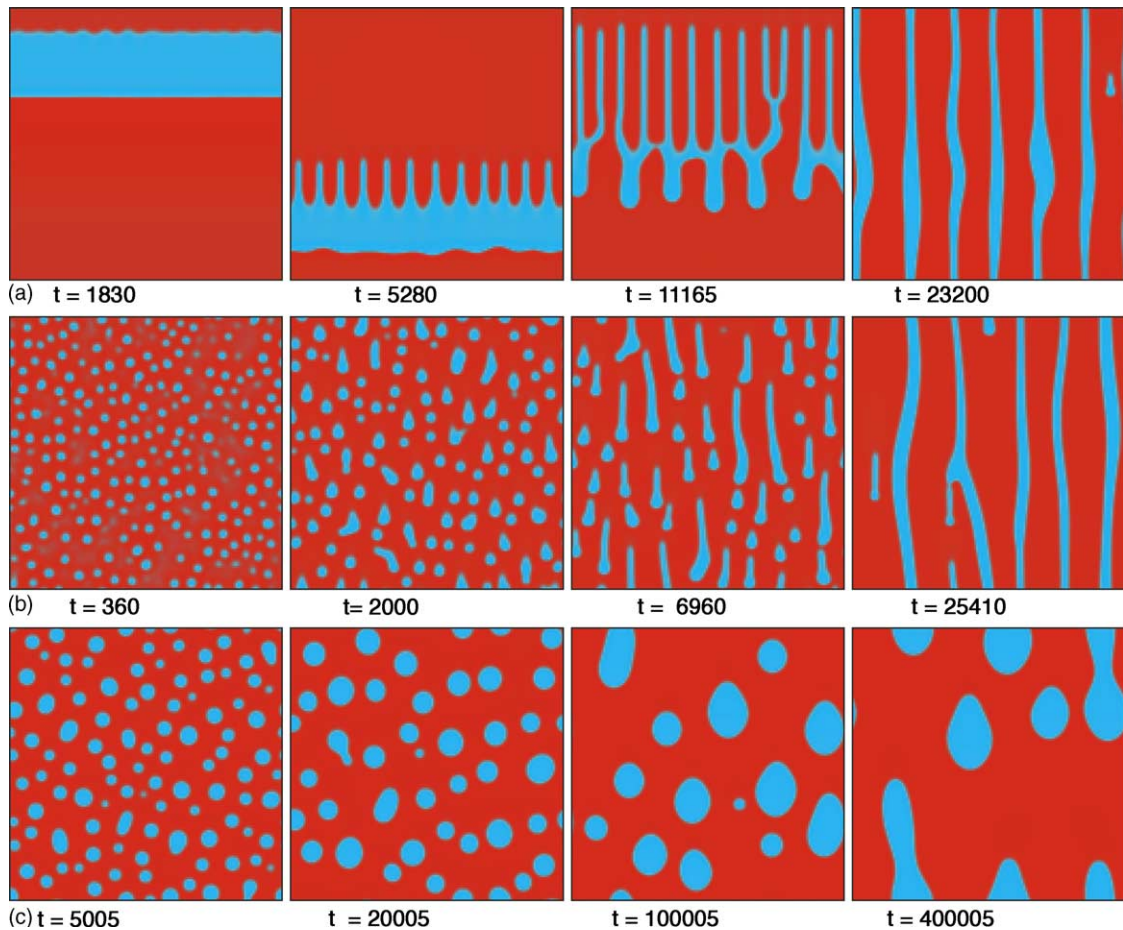 (a) t = 1830 t = 5280 t = 11165 t = 23200
(b) t = 360 t= 2000 t = 6960 t = 25410
(c) t = 5005 t = 20005 t = 100005 t = 400005